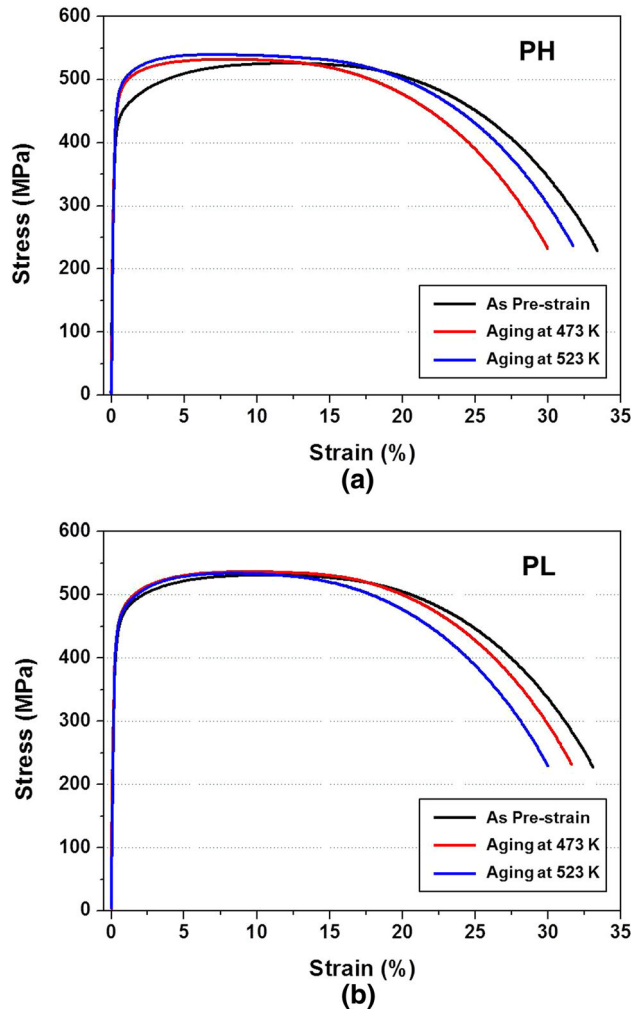 600
PH
500
400
Stress (MPa)
300
200
As Pre-strain
100
Aging at 473 K
Aging at 523 K
0
0 5 10 15 20 25 30 35
Strain (%)
(a)
600
PL
500
400
Stress (MPa)
300
200
As Pre-strain
100
Aging at 473 K
Aging at 523 K
0
0 5 10 15 20 25 30 35
Strain (%)
(b)